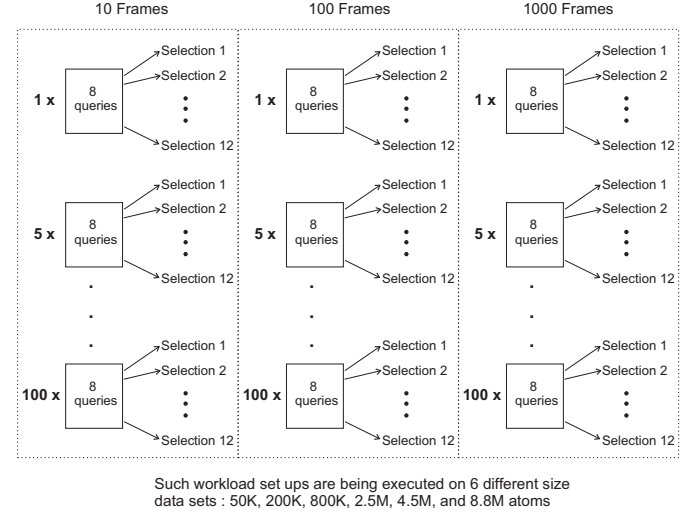 10 Frames
100 Frames
1000 Frames
1 x
8
queries
Selection 1
Selection 2
Selection 12
1 x
8
queries
Selection 1
Selection 2
Selection 12
1 x
8
queries
Selection 1
Selection 2
Selection 12
5 x
8
queries
Selection 1
Selection 2
Selection 12
5 x
8
queries
Selection 1
Selection 2
Selection 12
5 x
8
queries
Selection 1
Selection 2
Selection 12
100 x
8
queries
Selection 1
Selection 2
Selection 12
100 x
8
queries
Selection 1
Selection 2
Selection 12
100 x
8
queries
Selection 1
Selection 2
Selection 12
Such workload set ups are being executed on 6 different size
data sets : 50K, 200K, 800K, 2.5M, 4.5M, and 8.8M atoms